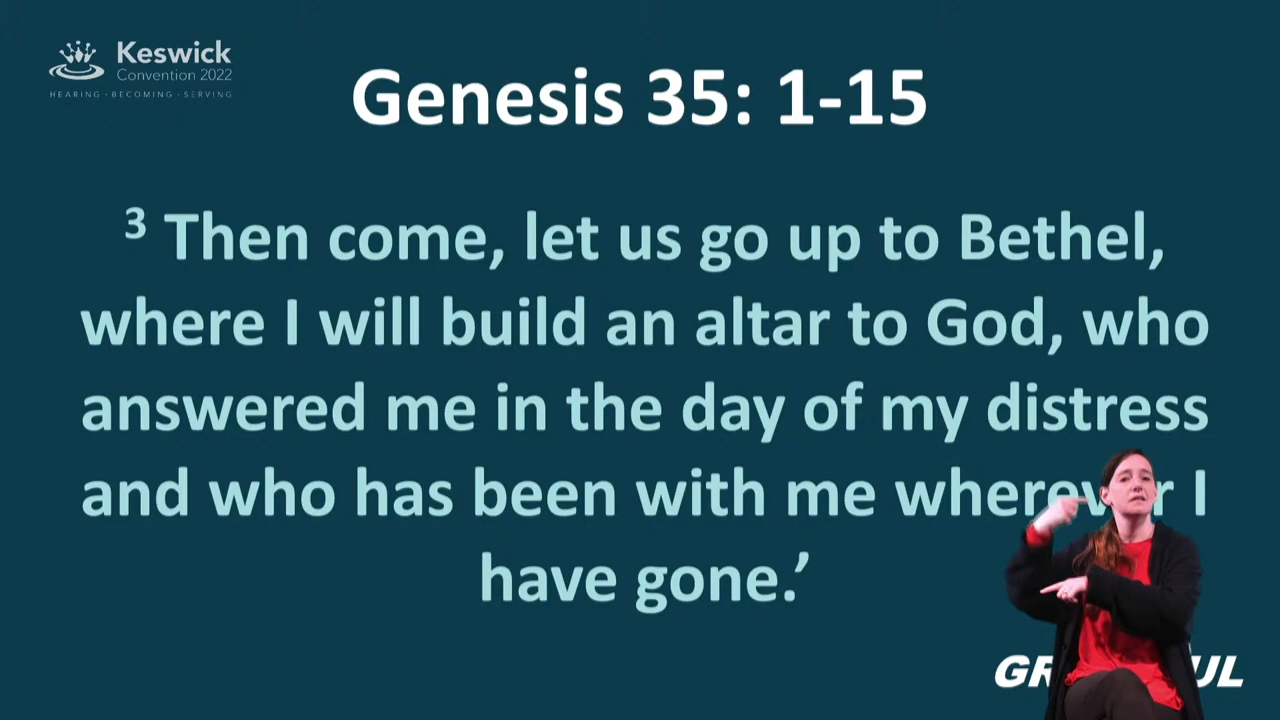 Keswick
Convention 2022
HEARING · BECOMING · SERVING
Genesis 35: 1-15
3 Then come, let us go up to Bethel,
where I will build an altar to God, who
answered me in the day of my distress
and who has been with me I
have gone.’